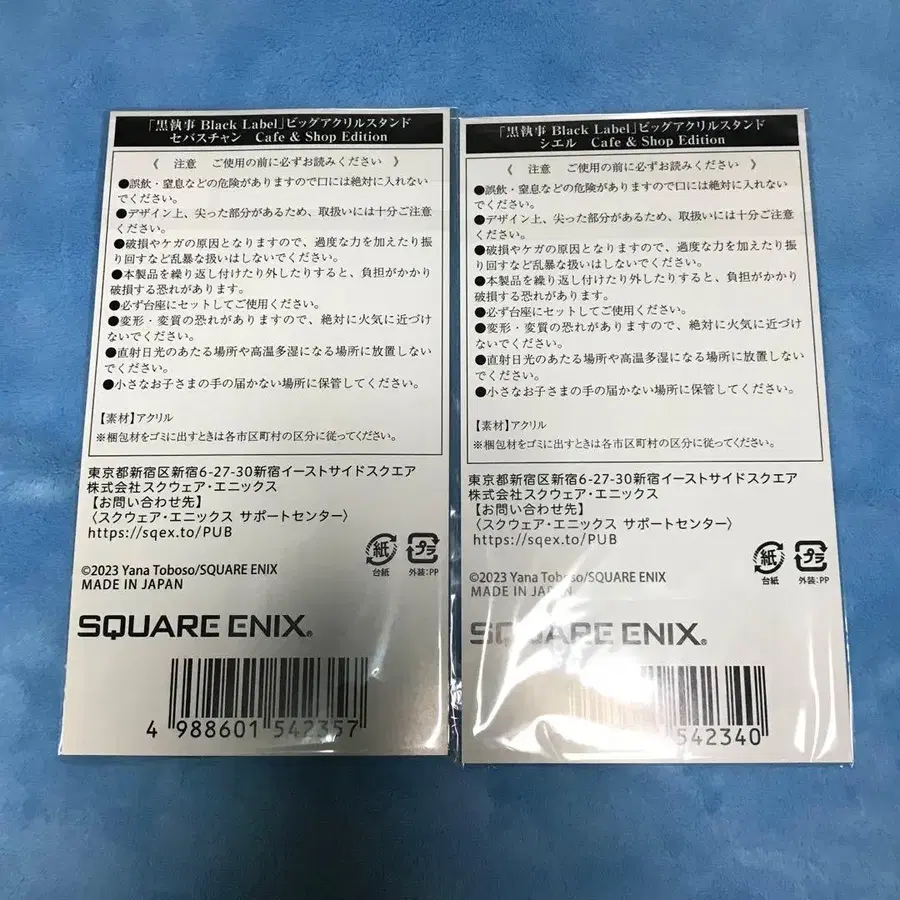 「黒執事 Black Label」ビッグアクリルスタンド
セバスチャン Cafe & Shop Edition
《 注意 ご使用の前に必ずお読みください 》
●誤飲・窒息などの危険がありますので口には絶対に入れない
でください。
●デザイン上、尖った部分があるため、取扱いには十分ご注意
ください。
●破損やケガの原因となりますので、過度な力を加えたり振
り回すなど乱暴な扱いはしないでください。
●本製品を繰り返し付けたり外したりすると、負担がかかり
破損する恐れがあります。
●必ず台座にセットしてご使用ください。
●変形・変質の恐れがありますので、絶対に火気に近づけ
ないでください。
●直射日光のあたる場所や高温多湿になる場所に放置しない
でください。
●小さなお子さまの手の届かない場所に保管してください。
【素材】アクリル
※梱包材をゴミに出すときは各市区町村の区分に従ってください。
東京都新宿区新宿6-27-30新宿イーストサイドスクエア
株式会社スクウェア・エニックス
【お問い合わせ先】
〈スクウェア・エニックス サポートセンター〉
https://sqex.to/PUB
紙
台紙
プラ
外装:PP
©2023 Yana Toboso/SQUARE ENIX
MADE IN JAPAN
SQUARE ENIX®
4 988601 542357
「黒執事 Black Label」ビッグアクリルスタンド
シエル Cafe & Shop Edition
《 注意 ご使用の前に必ずお読みください 》
●誤飲・窒息などの危険がありますので口には絶対に入れない
でください。
●デザイン上、尖った部分があるため、取扱いには十分ご注意
ください。
●破損やケガの原因となりますので、過度な力を加えたり振
り回すなど乱暴な扱いはしないでください。
●本製品を繰り返し付けたり外したりすると、負担がかかり
破損する恐れがあります。
●必ず台座にセットしてご使用ください。
●変形・変質の恐れがありますので、絶対に火気に近づけ
ないでください。
●直射日光のあたる場所や高温多湿になる場所に放置しない
でください。
●小さなお子さまの手の届かない場所に保管してください。
【素材】アクリル
※梱包材をゴミに出すときは各市区町村の区分に従ってください。
東京都新宿区新宿6-27-30新宿イーストサイドスクエア
株式会社スクウェア・エニックス
【お問い合わせ先】
〈スクウェア・エニックス サポートセンター〉
https://sqex.to/PUB
紙
台紙
プラ
外装:PP
©2023 Yana Toboso/SQUARE ENIX
MADE IN JAPAN
SQUARE ENIX®
542340